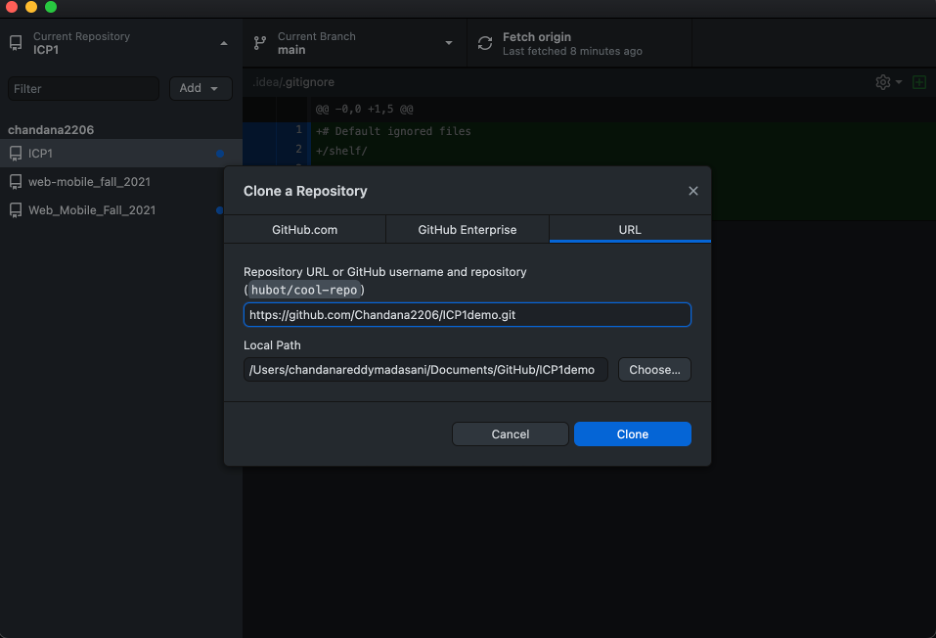 Current Repository
ICP1
Current Branch
main
Fetch origin
Last fetched 8 minutes ago
Filter
Add
.idea/.gitignore
@@ -0,0 +1,5 @@
chandana2206
1 +# Default ignored files
2 +/shelf/
ICP1
web-mobile_fall_2021
Web_Mobile_Fall_2021
Clone a Repository
GitHub.com
GitHub Enterprise
URL
Repository URL or GitHub username and repository
(hubot/cool-repo)
https://github.com/Chandana2206/ICP1demo.git
Local Path
/Users/chandanareddymadasani/Documents/GitHub/ICP1demo
Choose...
Cancel
Clone